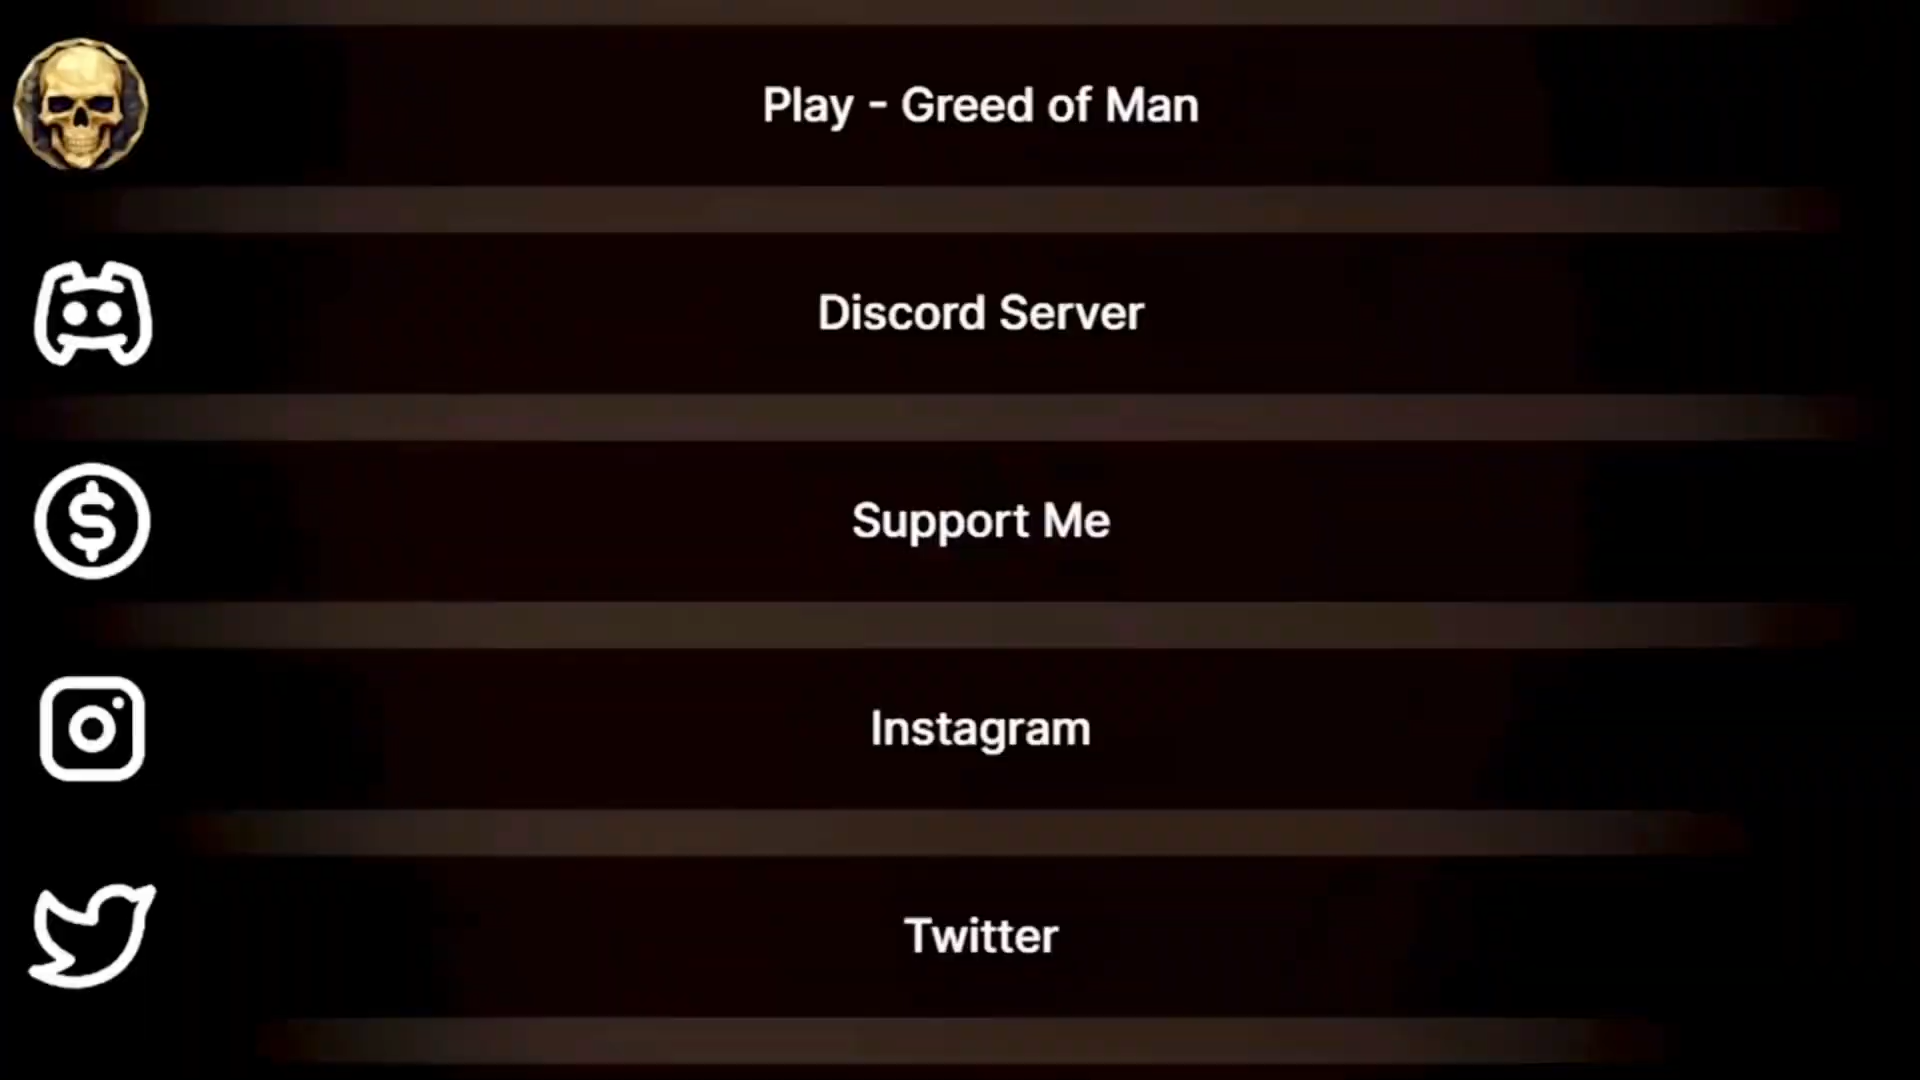 Play - Greed of Man
Discord Server
Support Me
Instagram
Twitter